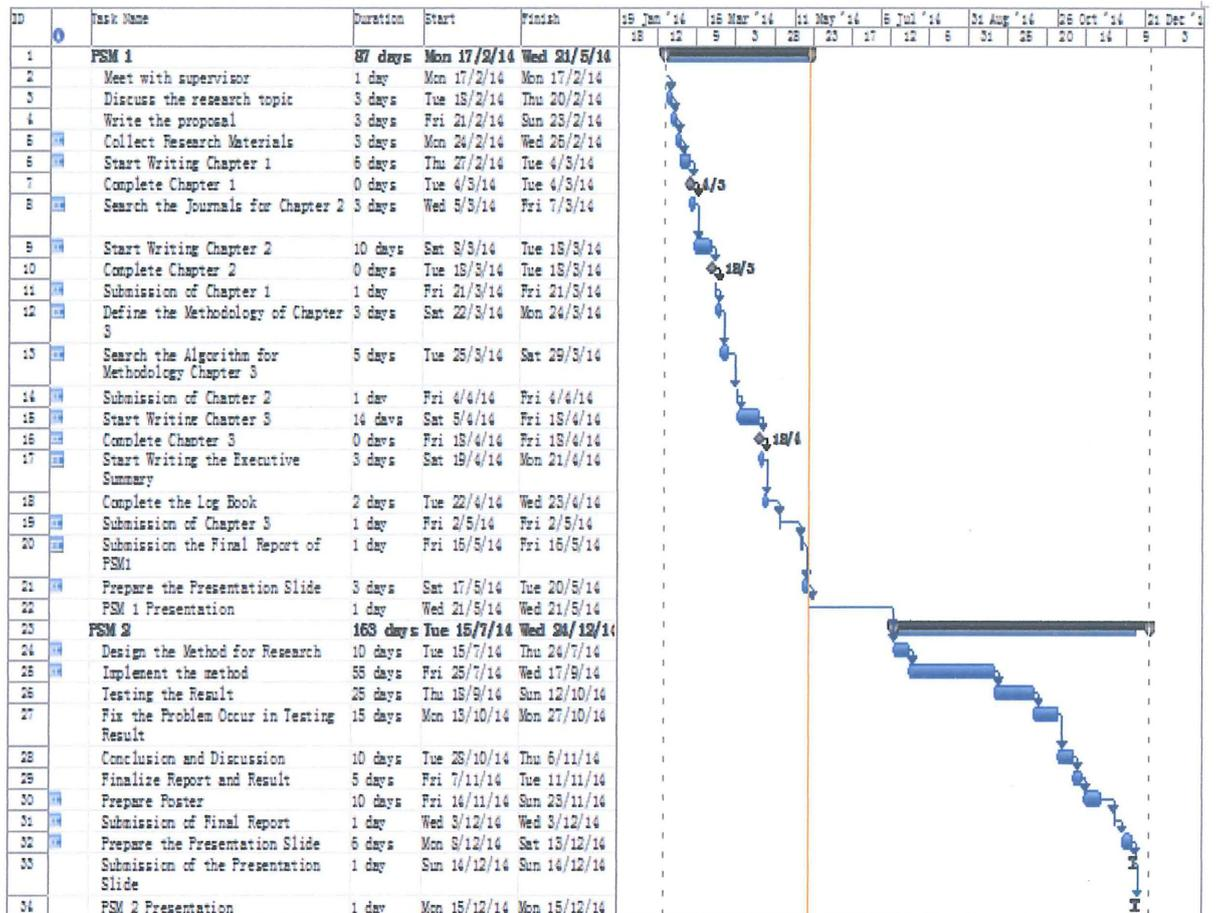 ID Task Name Duration Start Finish 19 Jan '14 16 Mar '14 11 May '14 6 Jul '14 31 Aug '14 26 Oct '14 21 Dec '1
18 12 9 3 28 23 17 12 6 31 25 20 14 9 3
1 PSM 1 87 days Mon 17/2/14 Wed 21/5/14
2 Meet with supervisor 1 day Mon 17/2/14 Mon 17/2/14
3 Discuss the research topic 3 days Tue 18/2/14 Thu 20/2/14
4 Write the proposal 3 days Fri 21/2/14 Sun 23/2/14
5 Collect Research Materials 3 days Mon 24/2/14 Wed 26/2/14
6 Start Writing Chapter 1 6 days Thu 27/2/14 Tue 4/3/14
7 Complete Chapter 1 0 days Tue 4/3/14 Tue 4/3/14 4/3
8 Search the Journals for Chapter 2 3 days Wed 5/3/14 Fri 7/3/14
9 Start Writing Chapter 2 10 days Sat 8/3/14 Tue 18/3/14
10 Complete Chapter 2 0 days Tue 18/3/14 Tue 18/3/14 18/3
11 Submission of Chapter 1 1 day Fri 21/3/14 Fri 21/3/14
12 Define the Methodology of Chapter 3 days Sat 22/3/14 Mon 24/3/14
3
13 Search the Algorithm for 5 days Tue 25/3/14 Sat 29/3/14
Methodology Chapter 3
14 Submission of Chapter 2 1 day Fri 4/4/14 Fri 4/4/14
15 Start Writing Chapter 3 14 days Sat 5/4/14 Fri 18/4/14
16 Complete Chapter 3 0 days Fri 18/4/14 Fri 18/4/14 18/4
17 Start Writing the Executive 3 days Sat 19/4/14 Mon 21/4/14
Summary
18 Complete the Log Book 2 days Tue 22/4/14 Wed 23/4/14
19 Submission of Chapter 3 1 day Fri 2/5/14 Fri 2/5/14
20 Submission the Final Report of 1 day Fri 16/5/14 Fri 16/5/14
PSM1
21 Prepare the Presentation Slide 3 days Sat 17/5/14 Tue 20/5/14
22 PSM 1 Presentation 1 day Wed 21/5/14 Wed 21/5/14
23 PSM 2 163 days Tue 15/7/14 Wed 24/12/14
24 Design the Method for Research 10 days Tue 15/7/14 Thu 24/7/14
25 Implement the method 55 days Fri 25/7/14 Wed 17/9/14
26 Testing the Result 25 days Thu 18/9/14 Sun 12/10/14
27 Fix the Problem Occur in Testing 15 days Mon 13/10/14 Mon 27/10/14
Result
28 Conclusion and Discussion 10 days Tue 28/10/14 Thu 6/11/14
29 Finalize Report and Result 5 days Fri 7/11/14 Tue 11/11/14
30 Prepare Poster 10 days Fri 14/11/14 Sun 23/11/14
31 Submission of Final Report 1 day Wed 3/12/14 Wed 3/12/14
32 Prepare the Presentation Slide 6 days Mon 8/12/14 Sat 13/12/14
33 Submission of the Presentation 1 day Sun 14/12/14 Sun 14/12/14
Slide
34 PSM 2 Presentation 1 day Mon 15/12/14 Mon 15/12/14